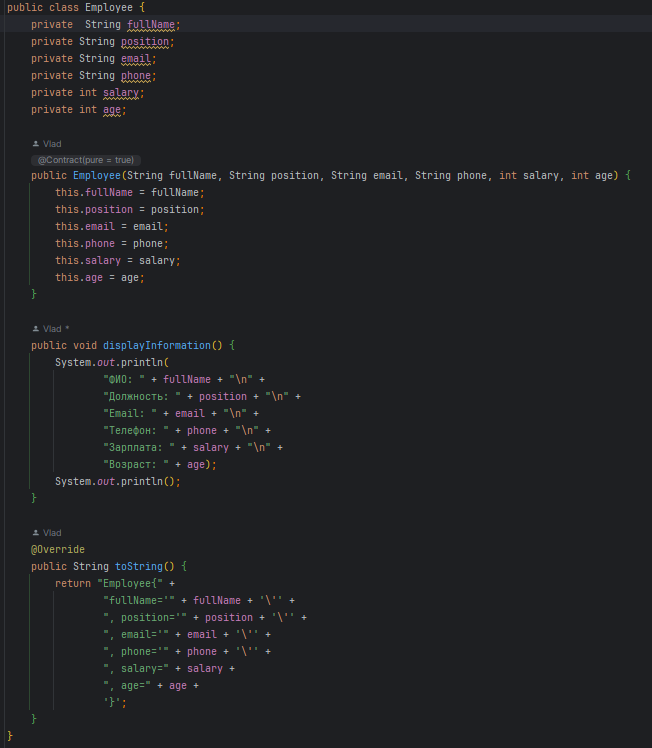 public class Employee {
    private  String fullName;
    private String position;
    private String email;
    private String phone;
    private int salary;
    private int age;
    Vlad
    @Contract(pure = true)
    public Employee(String fullName, String position, String email, String phone, int salary, int age) {
        this.fullName = fullName;
        this.position = position;
        this.email = email;
        this.phone = phone;
        this.salary = salary;
        this.age = age;
    }
    Vlad *
    public void displayInformation() {
        System.out.println(
                "ФИО: " + fullName + "\n" +
                "Должность: " + position + "\n" +
                "Email: " + email + "\n" +
                "Телефон: " + phone + "\n" +
                "Зарплата: " + salary + "\n" +
                "Возраст: " + age);
        System.out.println();
    }
    Vlad
    @Override
    public String toString() {
        return "Employee{" +
                "fullName='" + fullName + '\'' +
                ", position='" + position + '\'' +
                ", email='" + email + '\'' +
                ", phone='" + phone + '\'' +
                ", salary=" + salary +
                ", age=" + age +
                '}';
    }
}